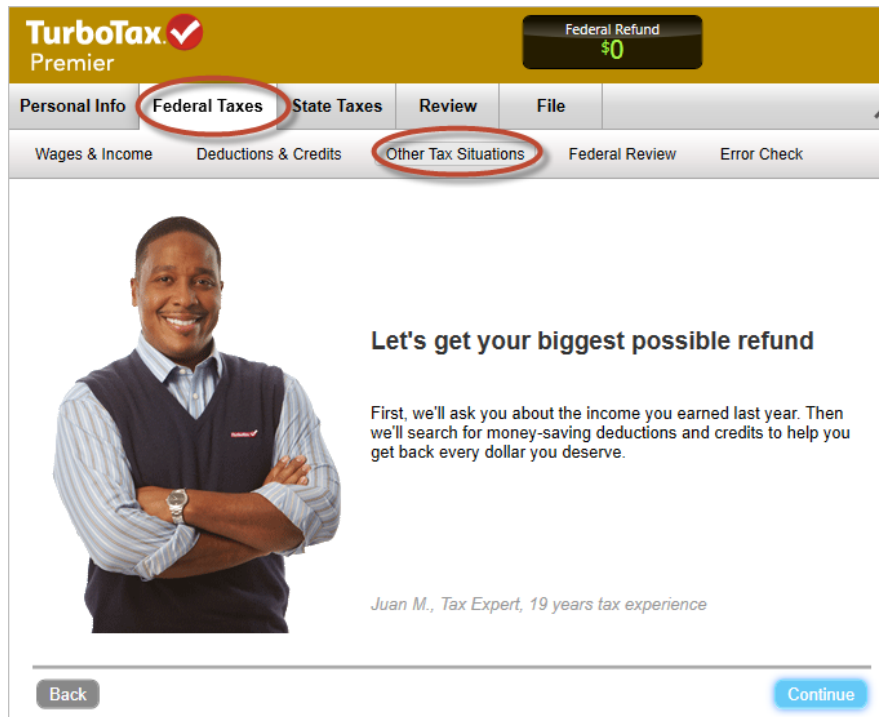 TurboTax
Premier
Federal Refund
$0
Personal Info Federal Taxes State Taxes Review File
Wages & Income Deductions & Credits Other Tax Situations Federal Review Error Check
Let's get your biggest possible refund
First, we'll ask you about the income you earned last year. Then
we'll search for money-saving deductions and credits to help you
get back every dollar you deserve.
Juan M., Tax Expert, 19 years tax experience
Back Continue